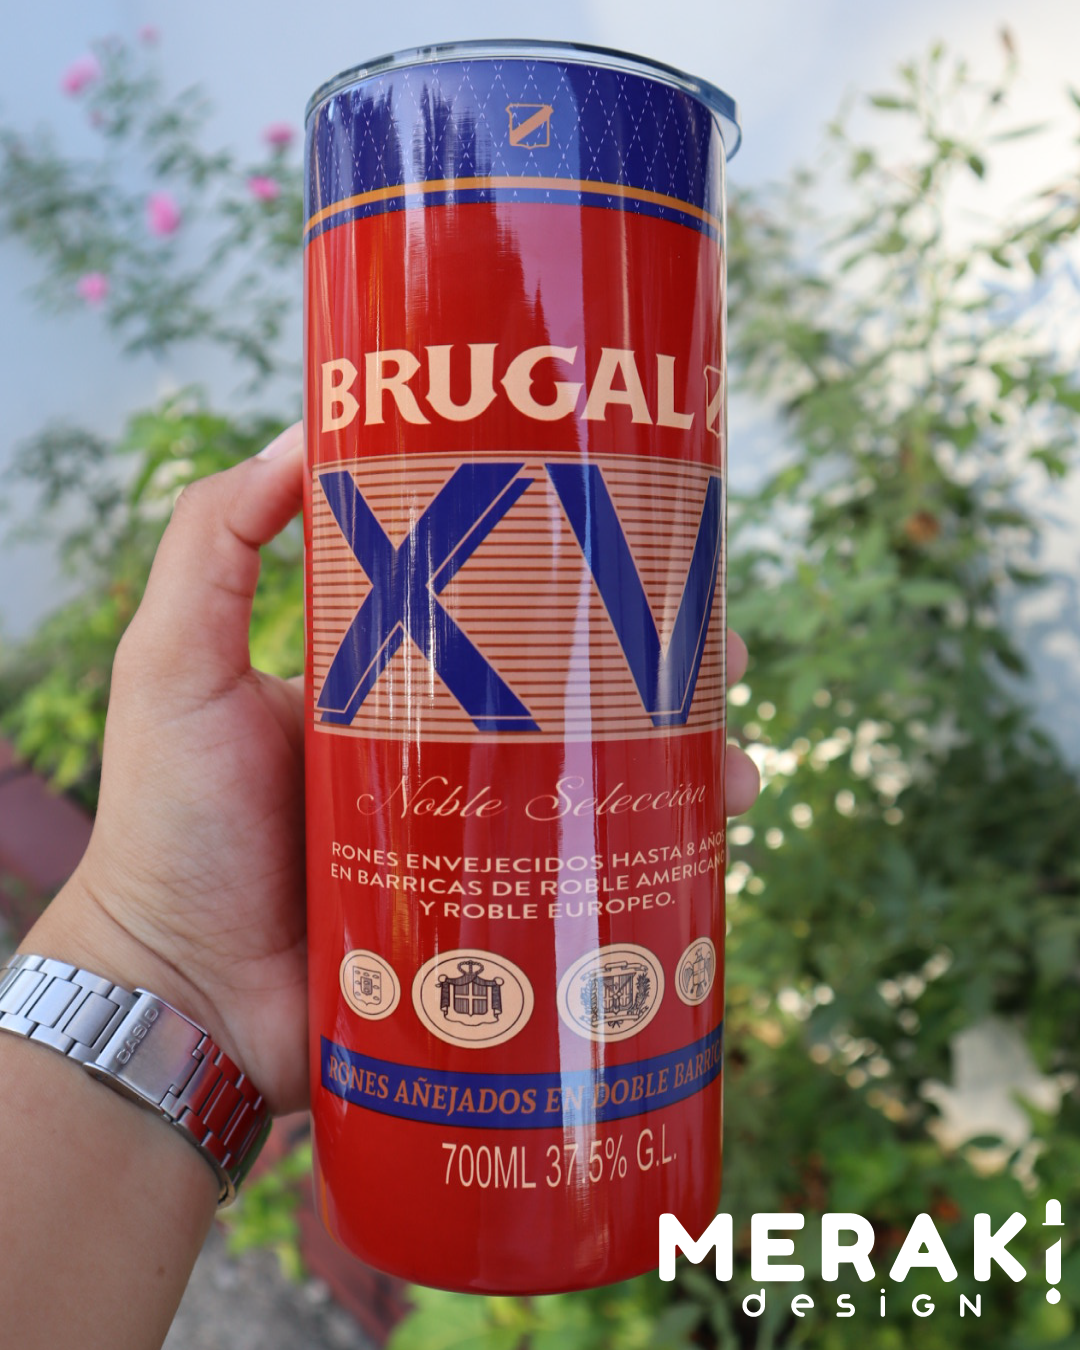 BRUGAL
XV
Noble Selección
RONES ENVEJECIDOS HASTA 8 AÑOS
EN BARRICAS DE ROBLE AMERICANO
Y ROBLE EUROPEO.
RONES AÑEJADOS EN DOBLE BARRIC
700ML 37.5% G.L.
CASIO
MERAKI
design